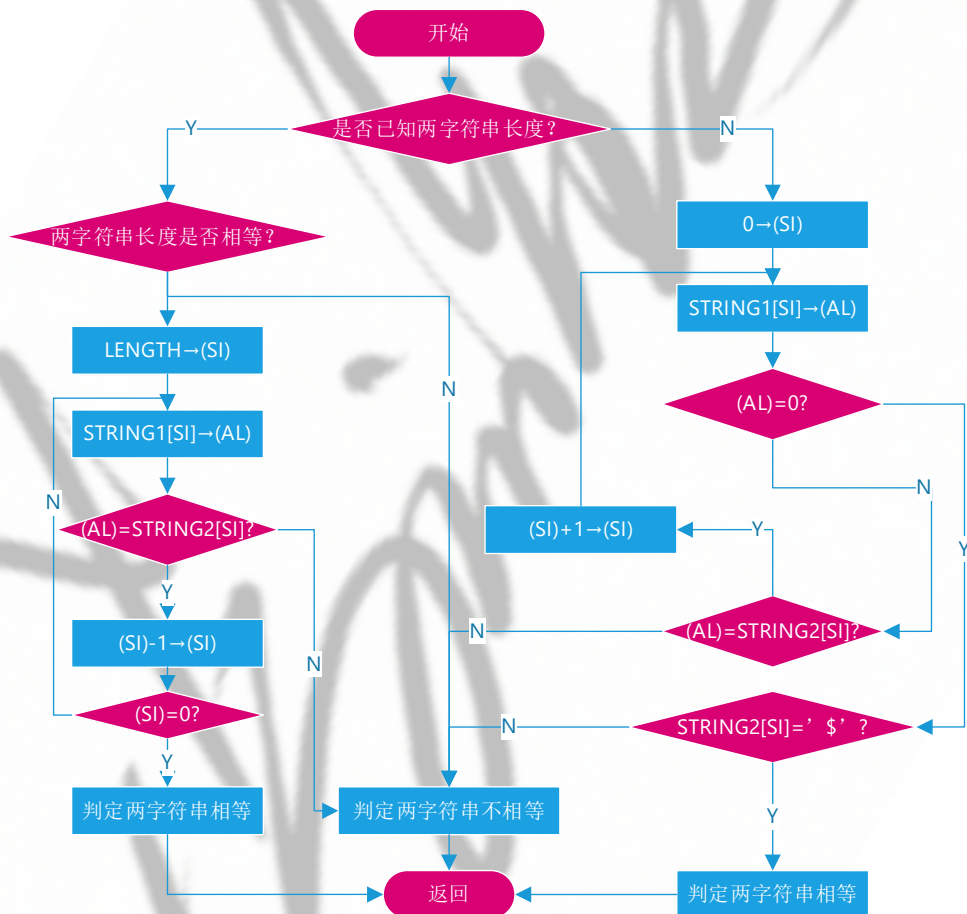 开始
是否已知两字符串长度?
Y
N
两字符串长度是否相等?
0→(SI)
STRING1[SI]→(AL)
LENGTH→(SI)
N
(AL)=0?
STRING1[SI]→(AL)
N
N
(AL)=STRING2[SI]?
(SI)+1→(SI)
Y
Y
Y
(SI)-1→(SI)
N
(AL)=STRING2[SI]?
N
(SI)=0?
N
STRING2[SI]=’$’?
Y
判定两字符串相等
判定两字符串不相等
Y
返回
判定两字符串相等